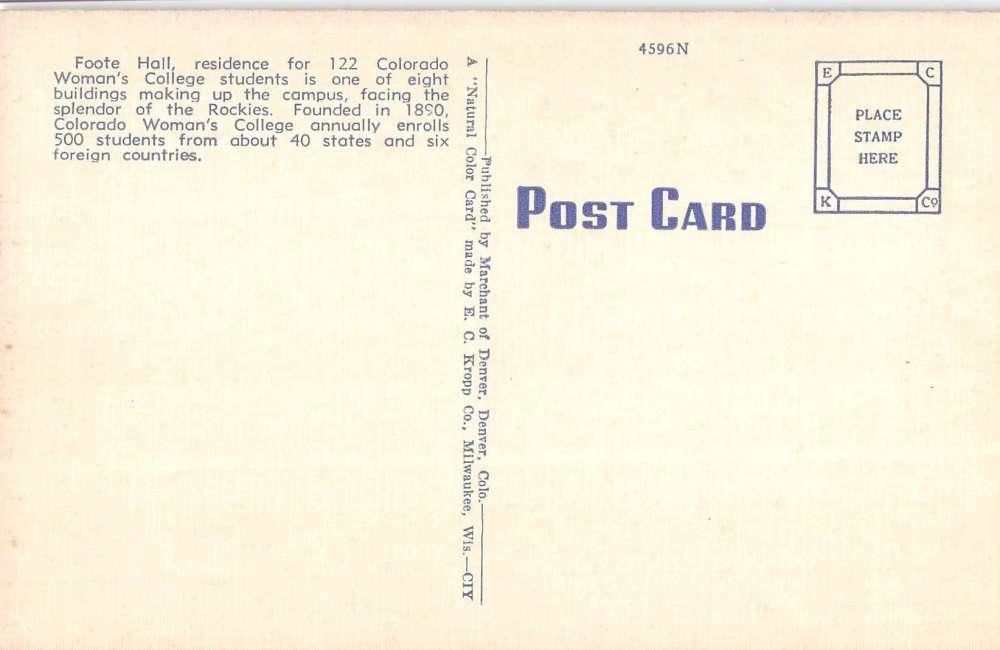 Foote Hall, residence for 122 Colorado
Woman's College students is one of eight
buildings making up the campus, facing the
splendor of the Rockies. Founded in 1890,
Colorado Woman's College annually enrolls
500 students from about 40 states and six
foreign countries.
Published by Marchant of Denver, Denver, Colo.
A "Natural Color Card" made by E. C. Kropp Co., Milwaukee, Wis.—CIY
4596N
POST CARD
E C
PLACE
STAMP
HERE
K Co